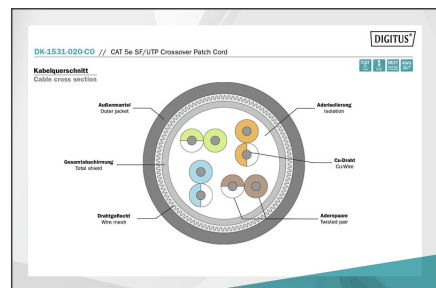 DIGITUS®
DK-1531-020-CO // CAT 5e SF/UTP Crossover Patch Cord
Kabelquerschnitt
Cable cross section
Außenmantel
Outer jacket
Aderisolierung
Isolation
Gesamtabschirmung
Total shield
Cu-Draht
Cu-Wire
Drahtgeflecht
Wire mesh
Aderspaare
Twisted pair